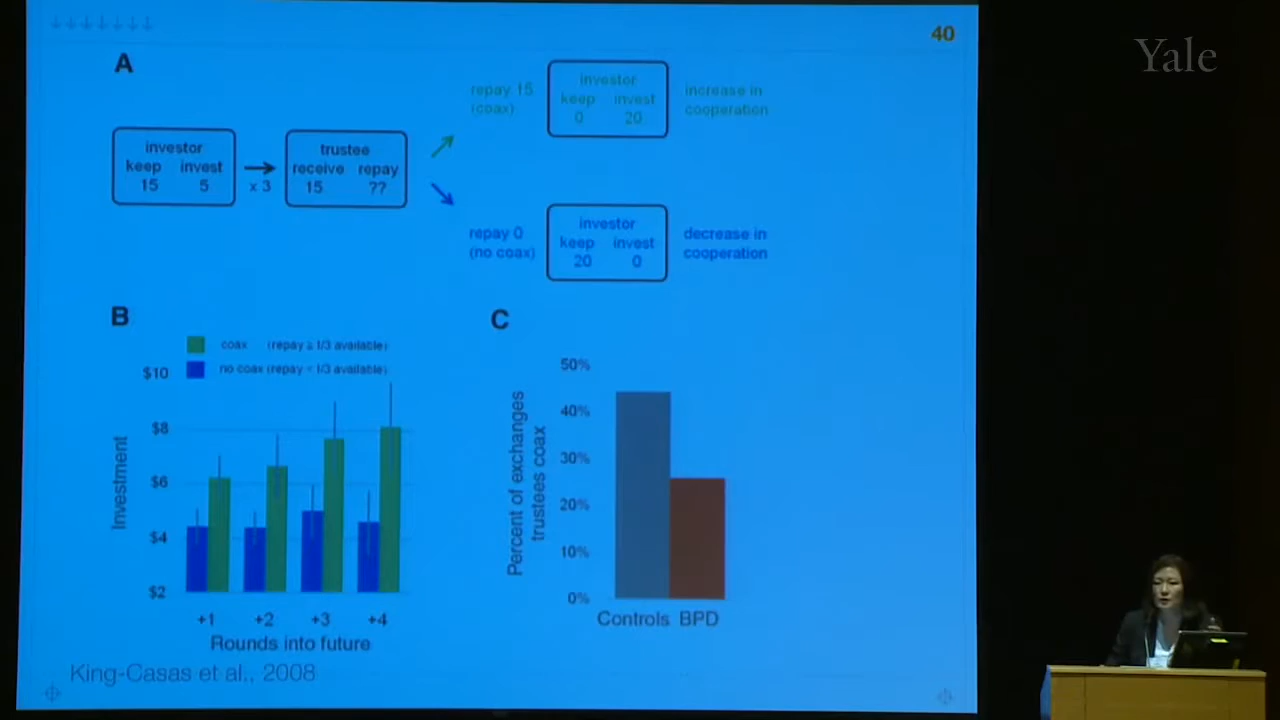 40
Yale
A
investor
keep invest
15 5
x 3
trustee
receive repay
15 ??
repay 15
(coax)
investor
keep invest
0 20
increase in
cooperation
repay 0
(no coax)
investor
keep invest
20 0
decrease in
cooperation
B
coax (repay ≥ 1/3 available)
no coax (repay < 1/3 available)
Investment
$10
$8
$6
$4
$2
+1 +2 +3 +4
Rounds into future
C
Percent of exchanges
trustees coax
50%
40%
30%
20%
10%
0%
Controls BPD
King-Casas et al., 2008